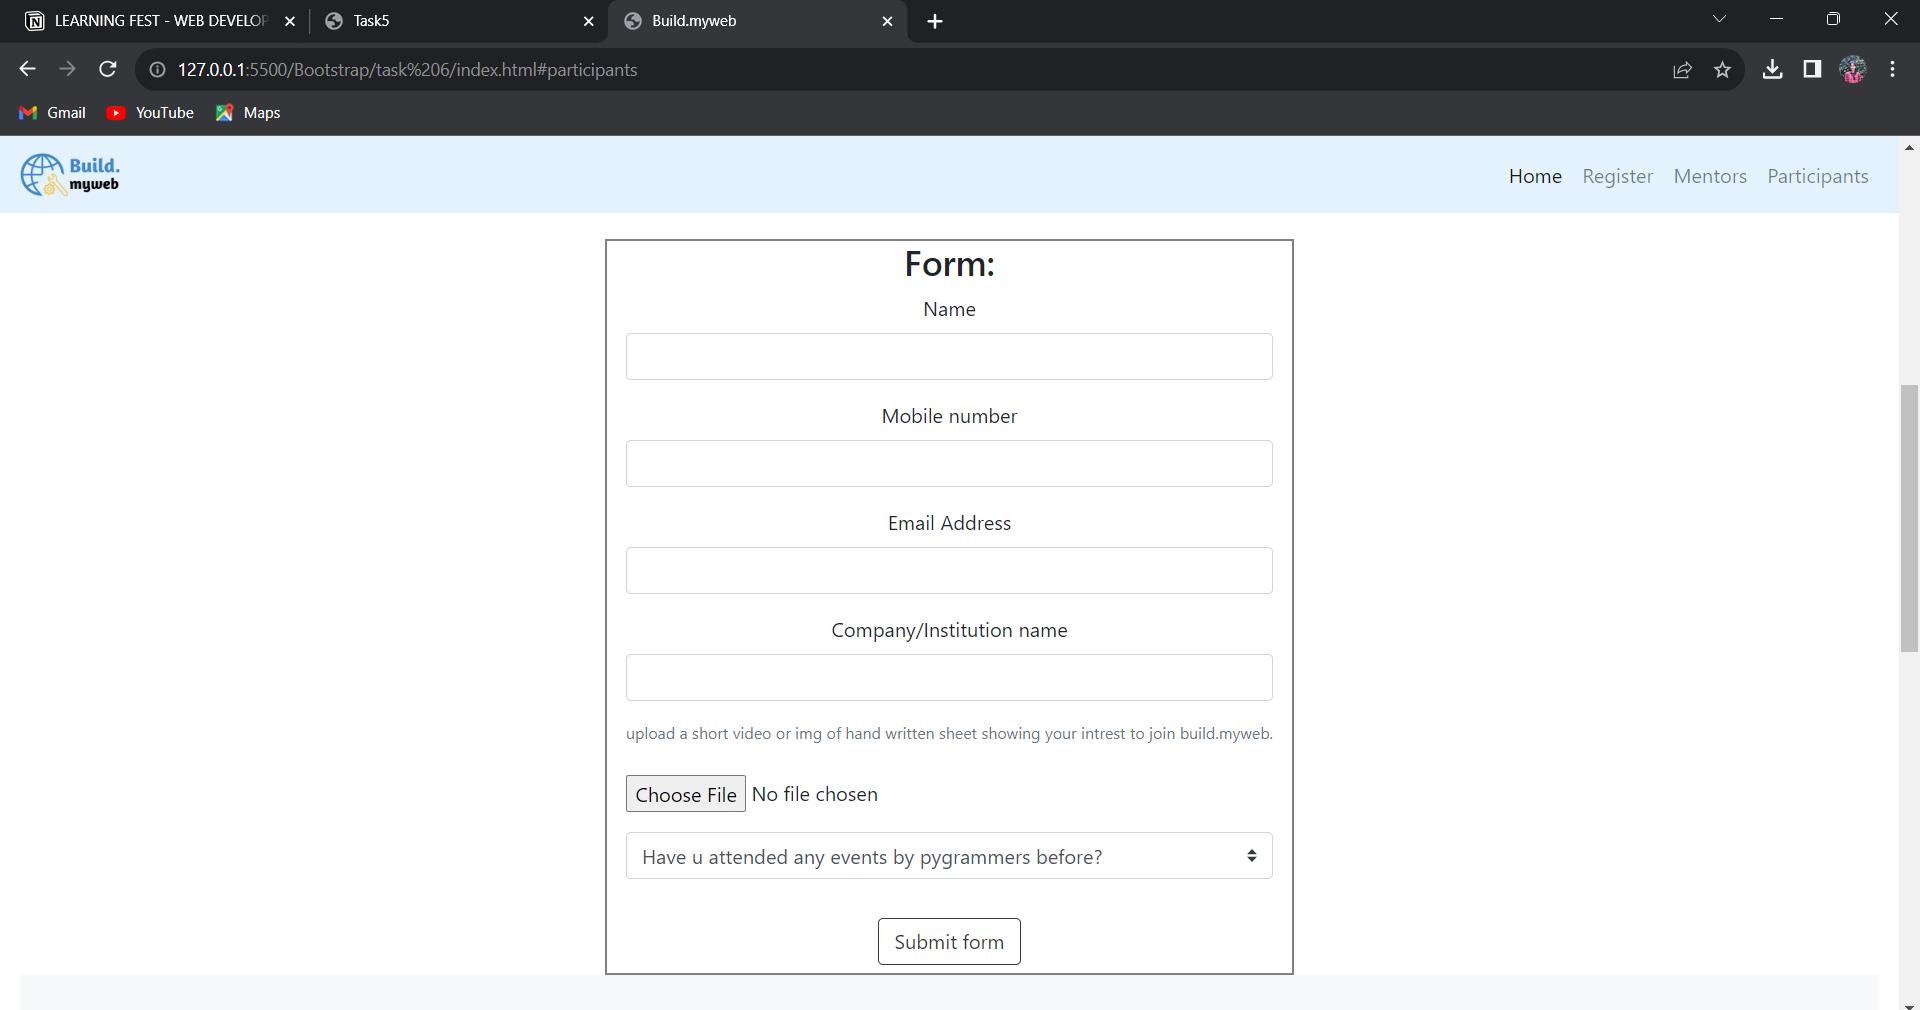 LEARNING FEST - WEB DEVELOP
Task5
Build.myweb
127.0.0.1:5500/Bootstrap/task%206/index.html#participants
Gmail
YouTube
Maps
Build.
myweb
Home
Register
Mentors
Participants
Form:
Name
Mobile number
Email Address
Company/Institution name
upload a short video or img of hand written sheet showing your intrest to join build.myweb.
Choose File No file chosen
Have u attended any events by pygrammers before?
Submit form